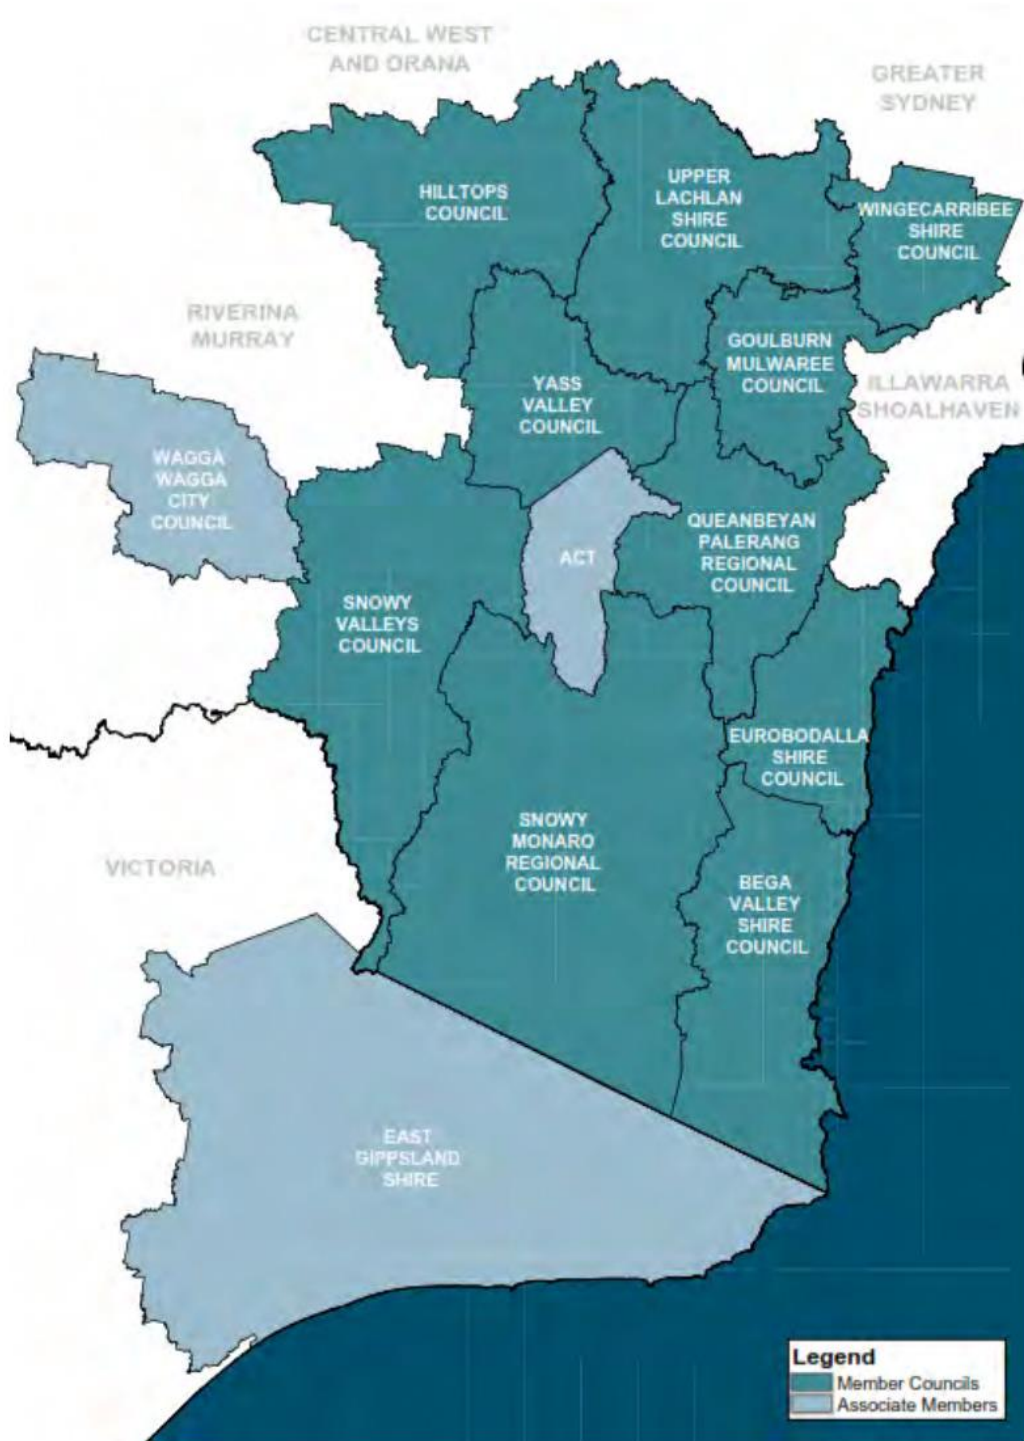 CENTRAL WEST
AND ORANA
GREATER
SYDNEY
HILLTOPS
COUNCIL
UPPER
LACHLAN
SHIRE
COUNCIL
WINGECARRIBEE
SHIRE
COUNCIL
RIVERINA
MURRAY
GOULBURN
MULWAREE
COUNCIL
ILLAWARRA
SHOALHAVEN
YASS
VALLEY
COUNCIL
WAGGA
WAGGA
CITY
COUNCIL
QUEANBEYAN
PALERANG
REGIONAL
COUNCIL
ACT
SNOWY
VALLEYS
COUNCIL
EUROBODALLA
SHIRE
COUNCIL
SNOWY
MONARO
REGIONAL
COUNCIL
VICTORIA
BEGA
VALLEY
SHIRE
COUNCIL
EAST
GIPPSLAND
SHIRE
Legend
Member Councils
Associate Members